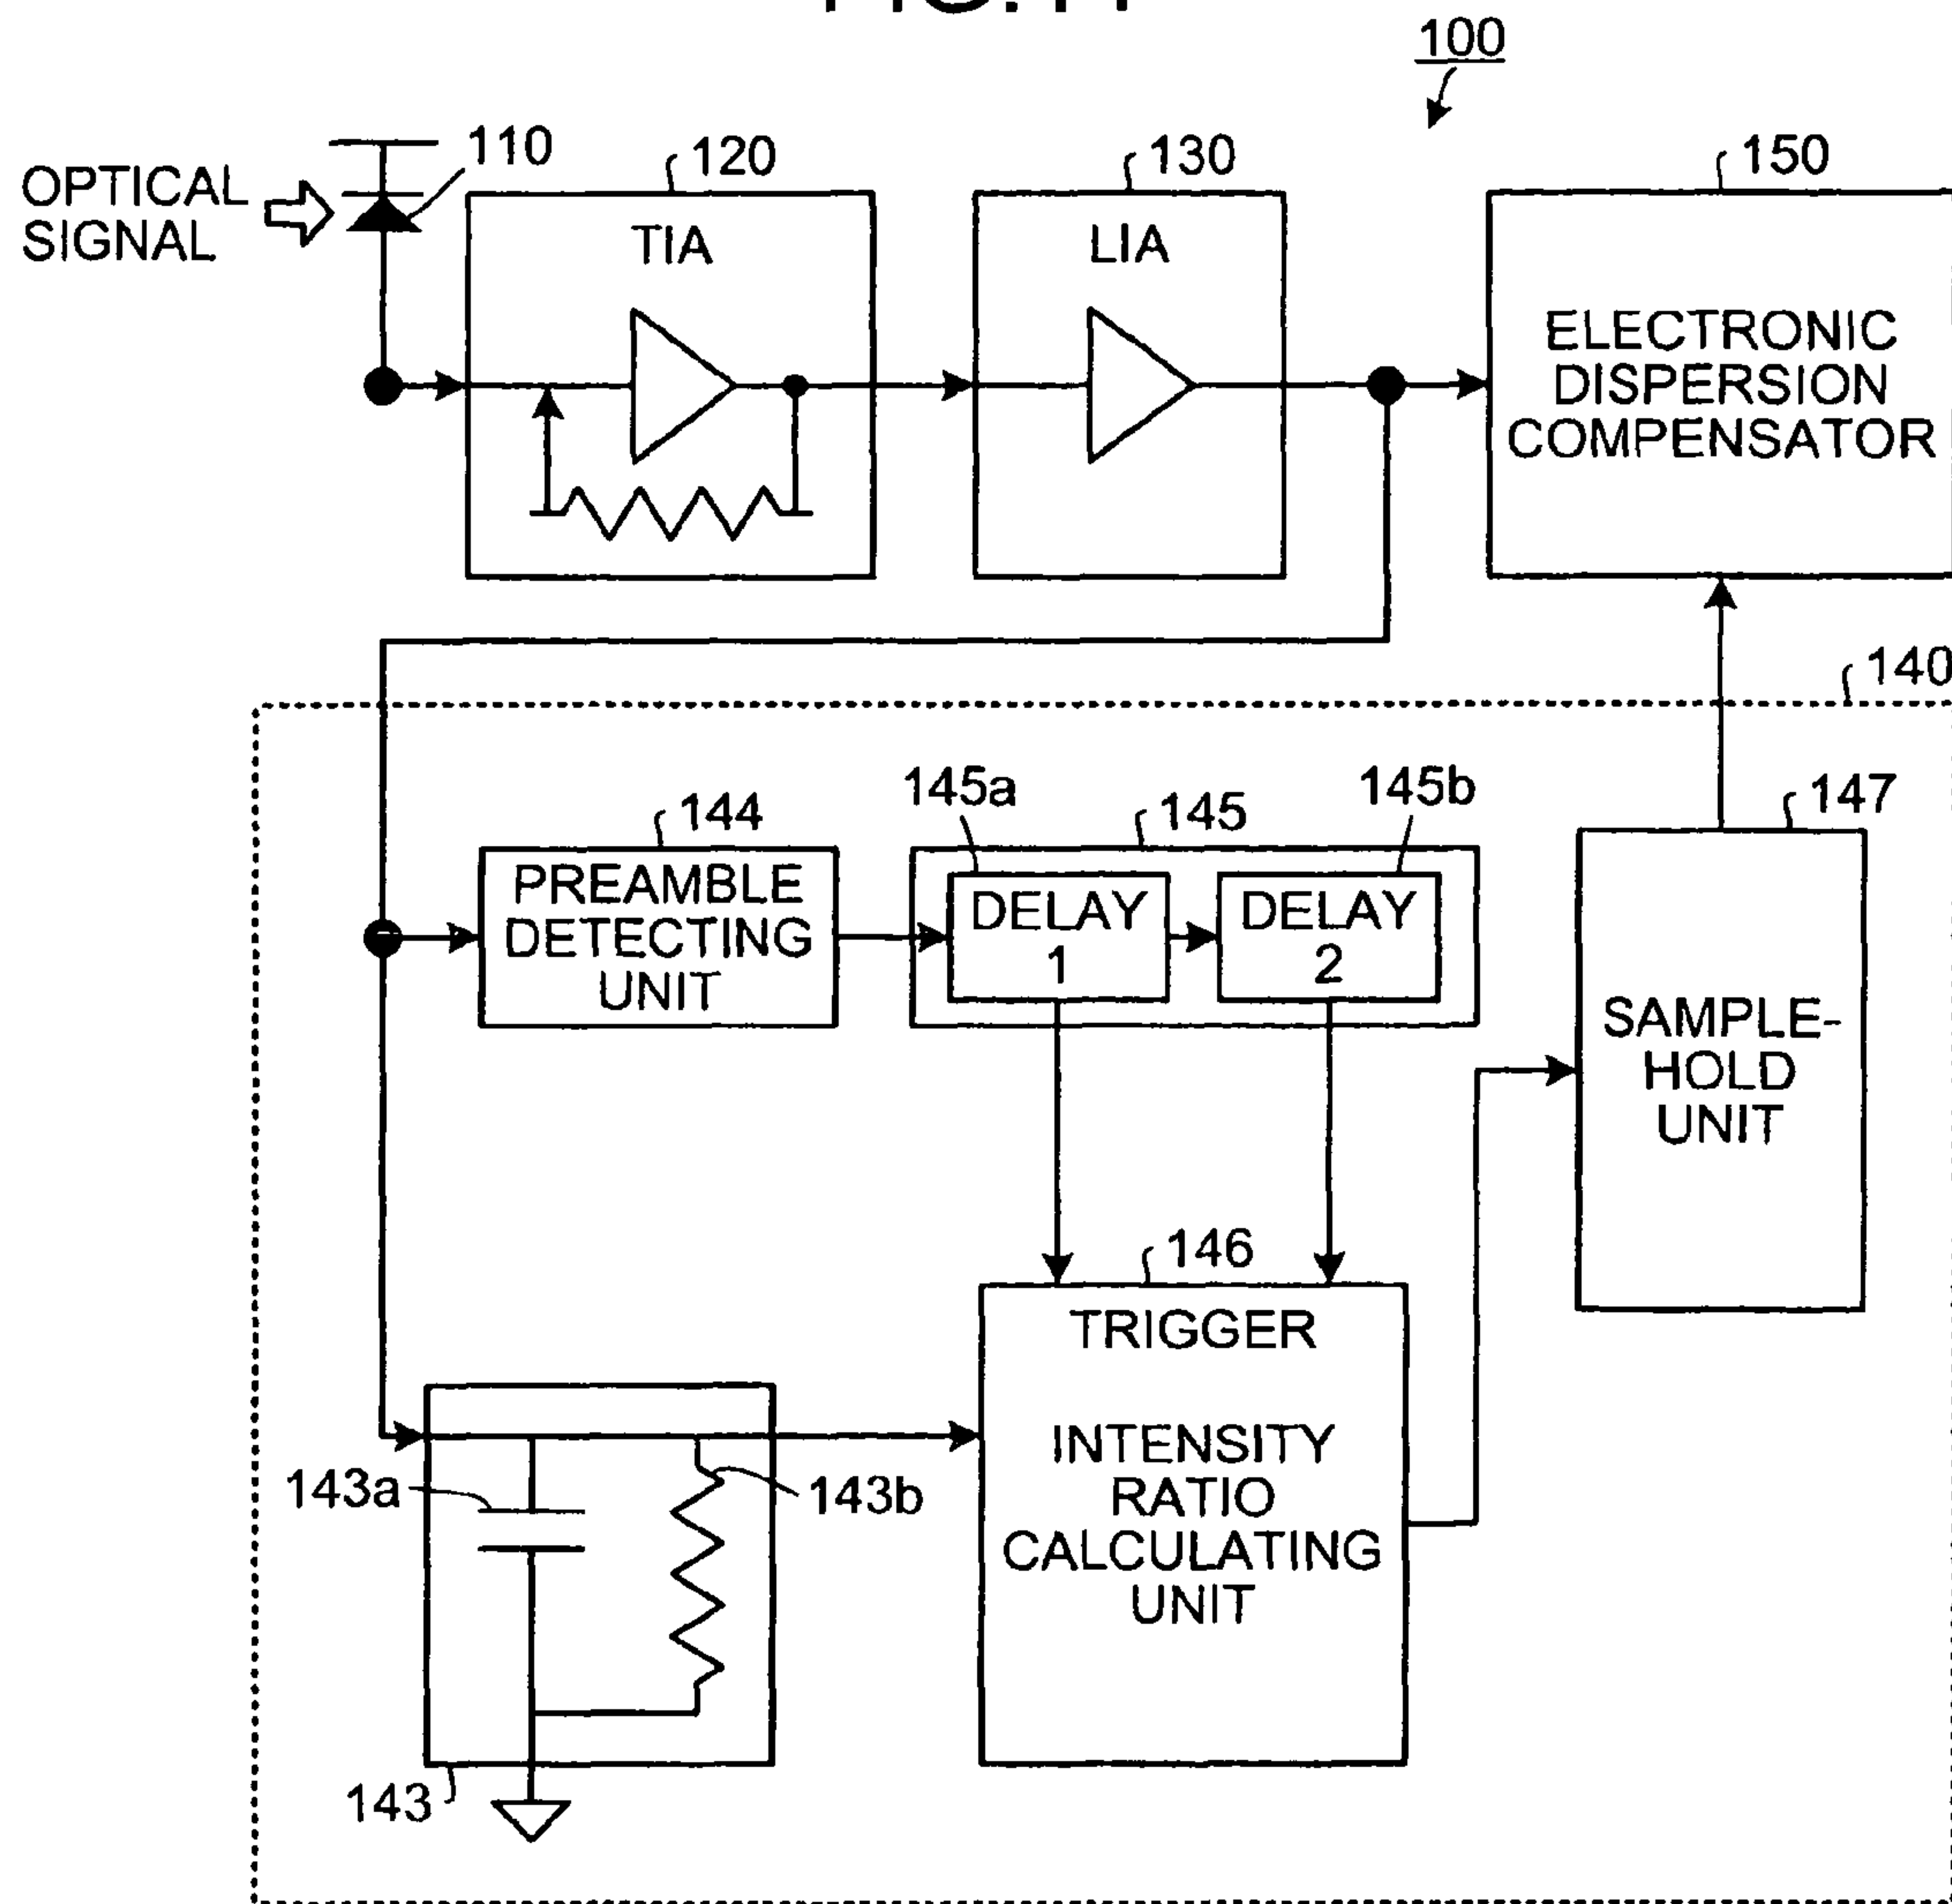 100
OPTICAL
SIGNAL
110
120
130
150
TIA
LIA
ELECTRONIC
DISPERSION
COMPENSATOR
140
145a
145
145b
147
144
PREAMBLE
DETECTING
UNIT
DELAY
1
DELAY
2
SAMPLE-
HOLD
UNIT
146
TRIGGER
INTENSITY
RATIO
CALCULATING
UNIT
143a
143b
143